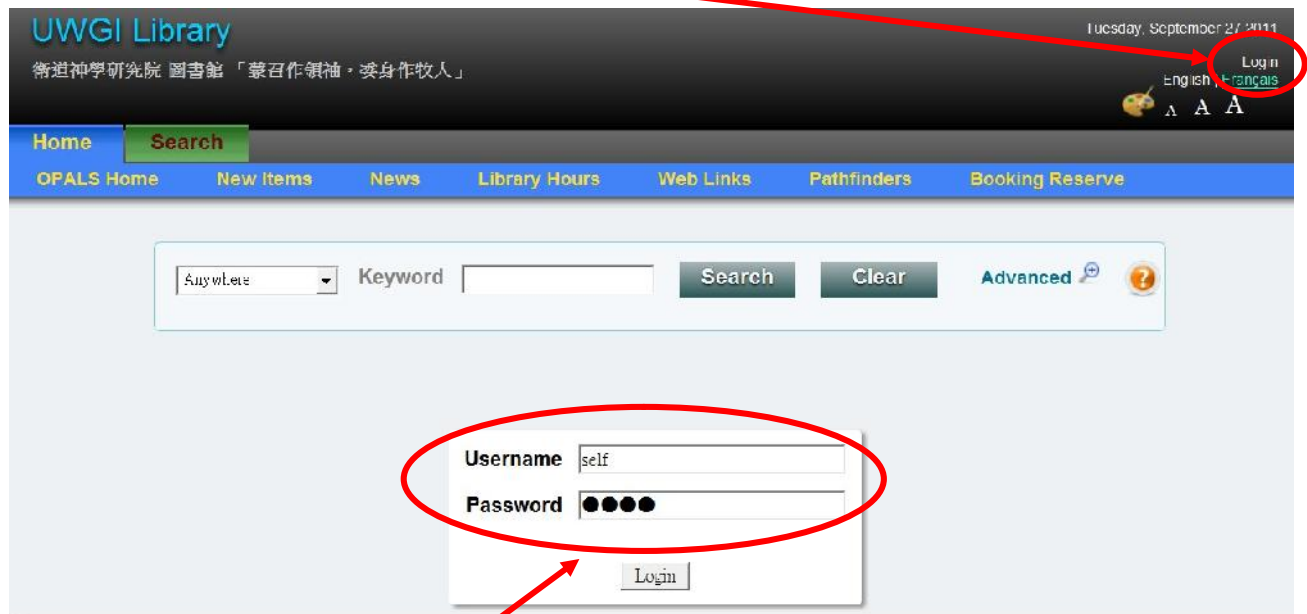 UWGI Library
Tuesday, September 27 2011
衛道神學研究院 圖書館 「蒙召作領袖，委身作牧人」
Login
English | Français
A A A
Home Search
OPALS Home New Items News Library Hours Web Links Pathfinders Booking Reserve
Anywhere Keyword Search Clear Advanced ?
Username self
Password ●●●●
Login